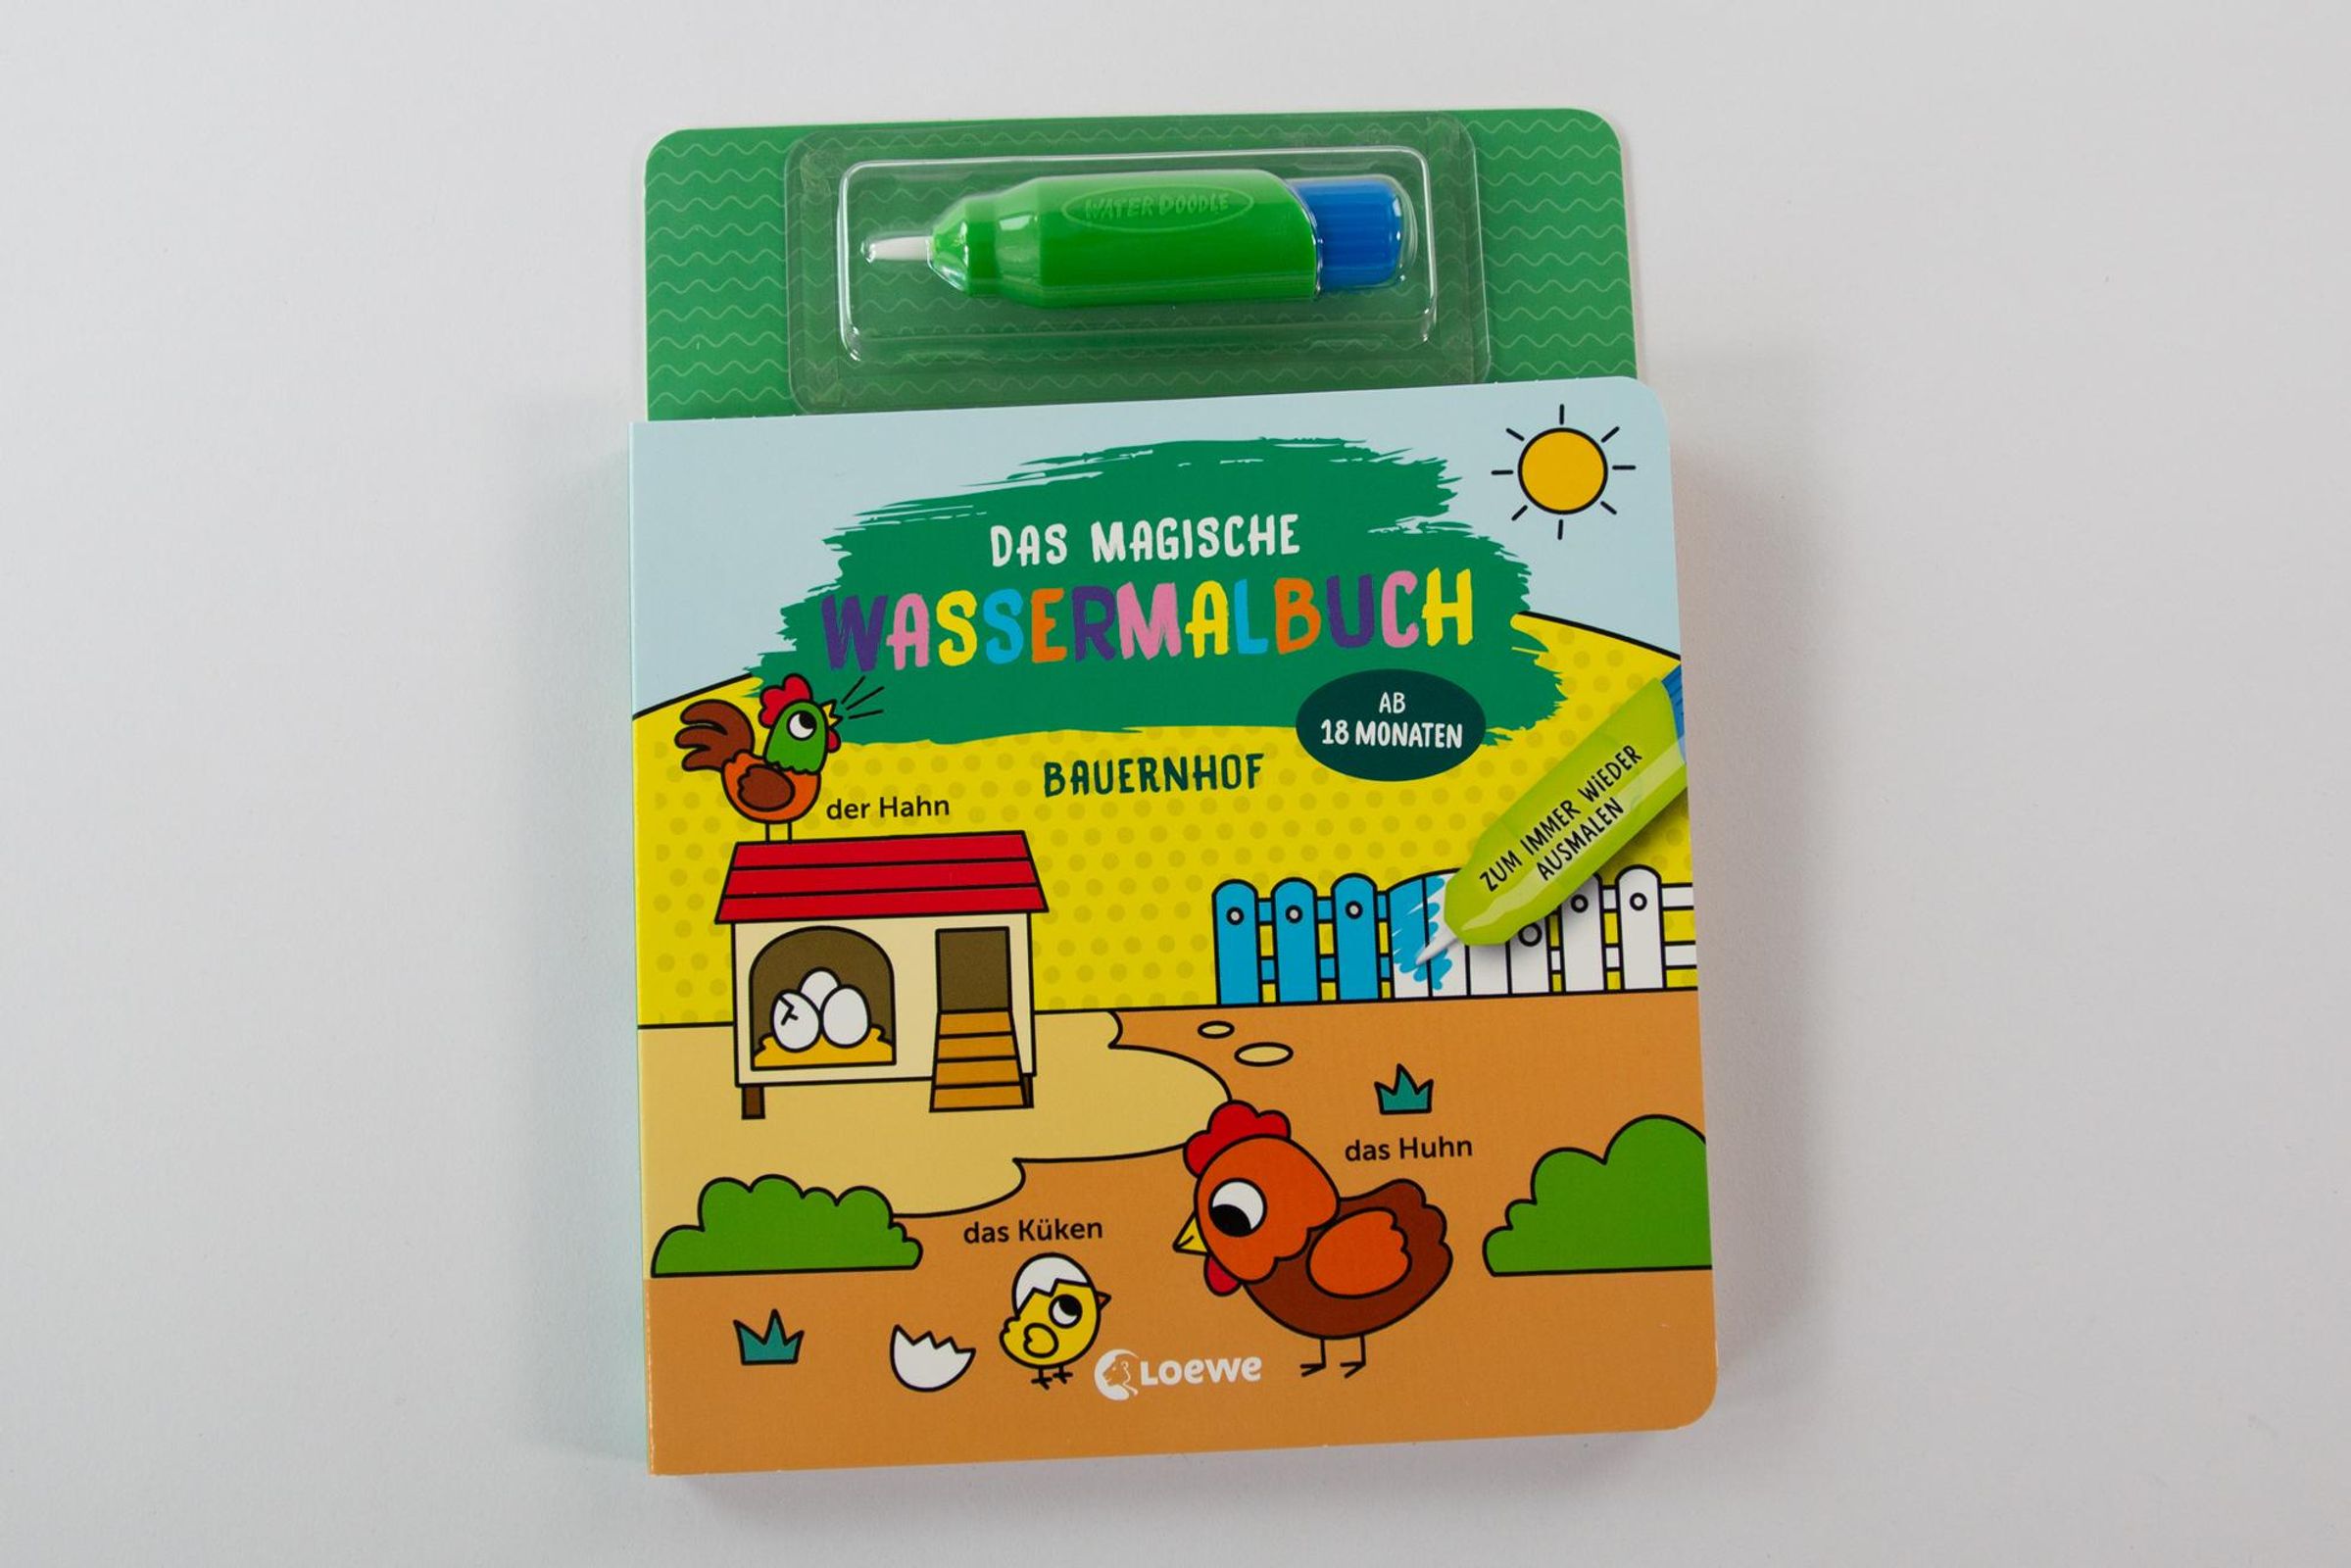 WATER DOODLE
DAS MAGISCHE
WASSERMALBUCH
AB
18 MONATEN
BAUERNHOF
ZUM IMMER WIEDER
AUSMALEN
der Hahn
das Huhn
das Küken
Loewe